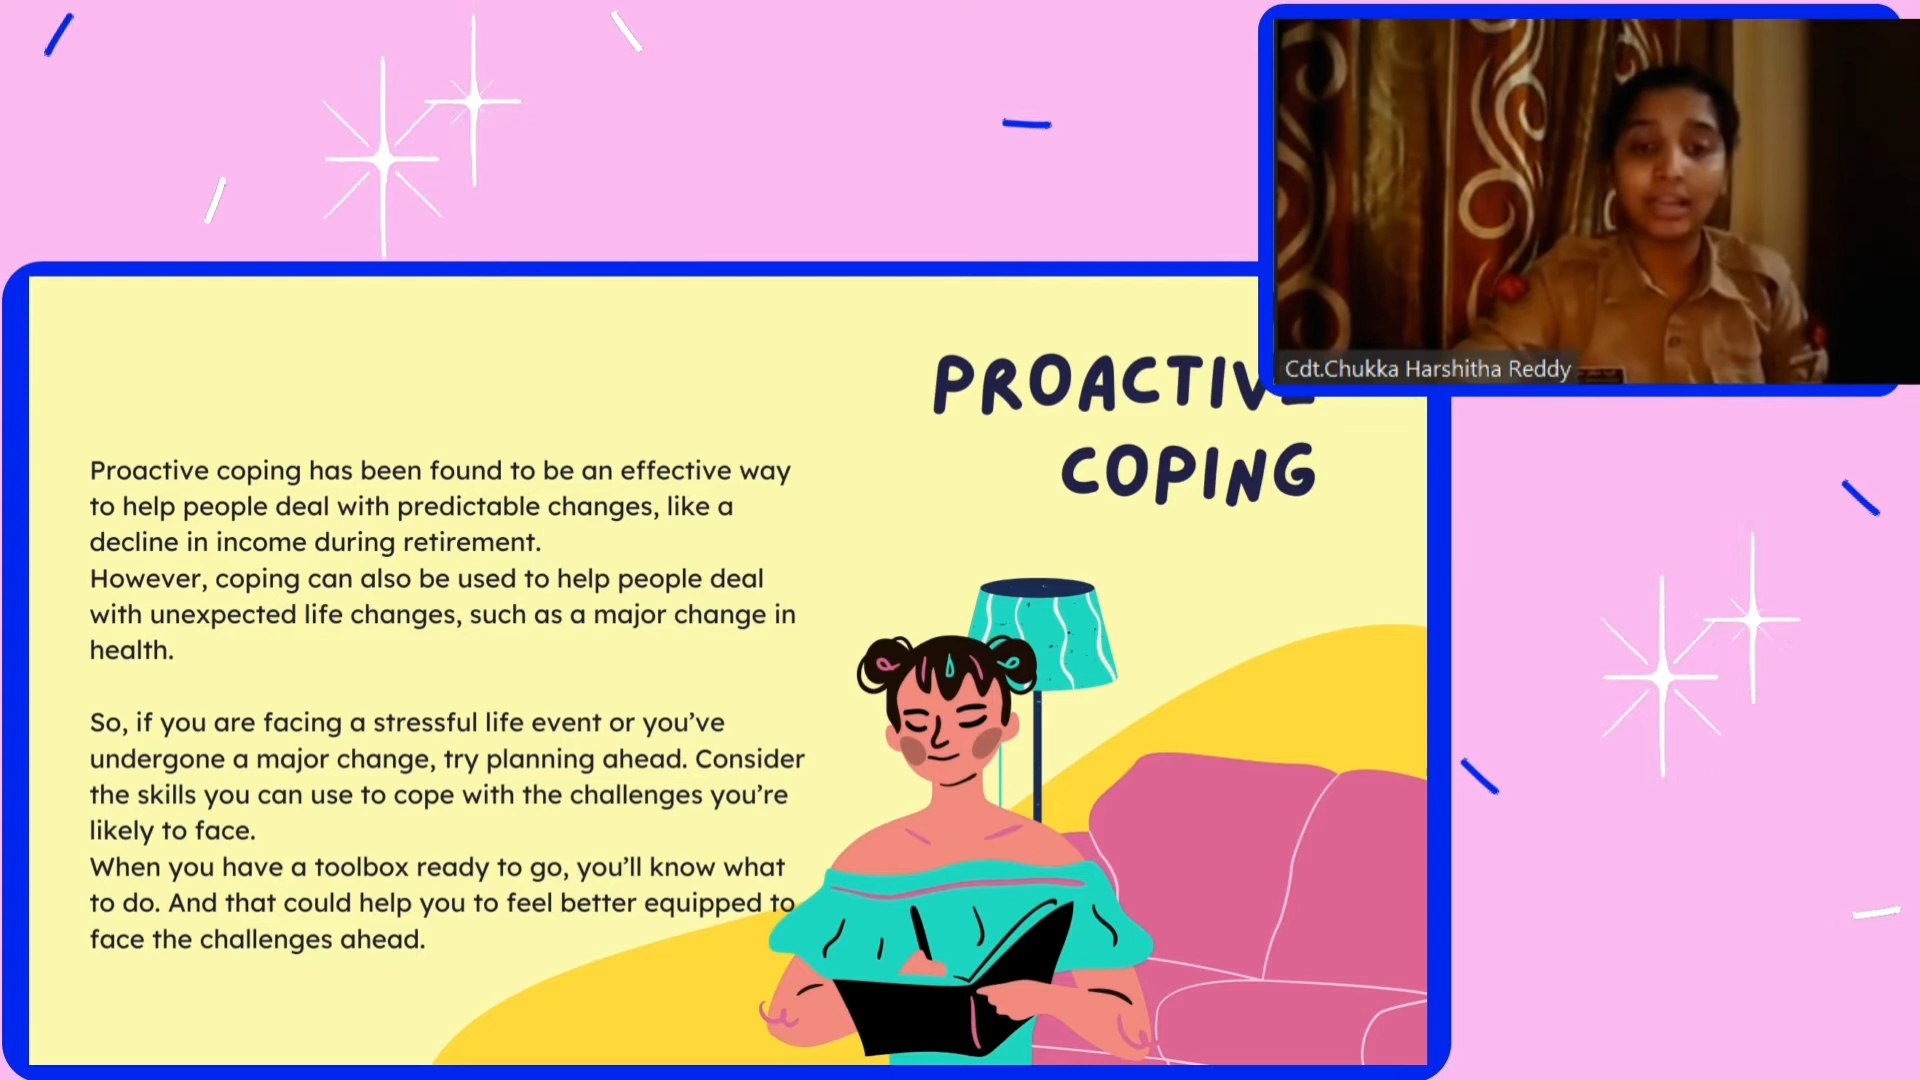 Cdt.Chukka Harshitha Reddy
PROACTIVE
COPING
Proactive coping has been found to be an effective way
to help people deal with predictable changes, like a
decline in income during retirement.
However, coping can also be used to help people deal
with unexpected life changes, such as a major change in
health.
So, if you are facing a stressful life event or you’ve
undergone a major change, try planning ahead. Consider
the skills you can use to cope with the challenges you’re
likely to face.
When you have a toolbox ready to go, you’ll know what
to do. And that could help you to feel better equipped to
face the challenges ahead.